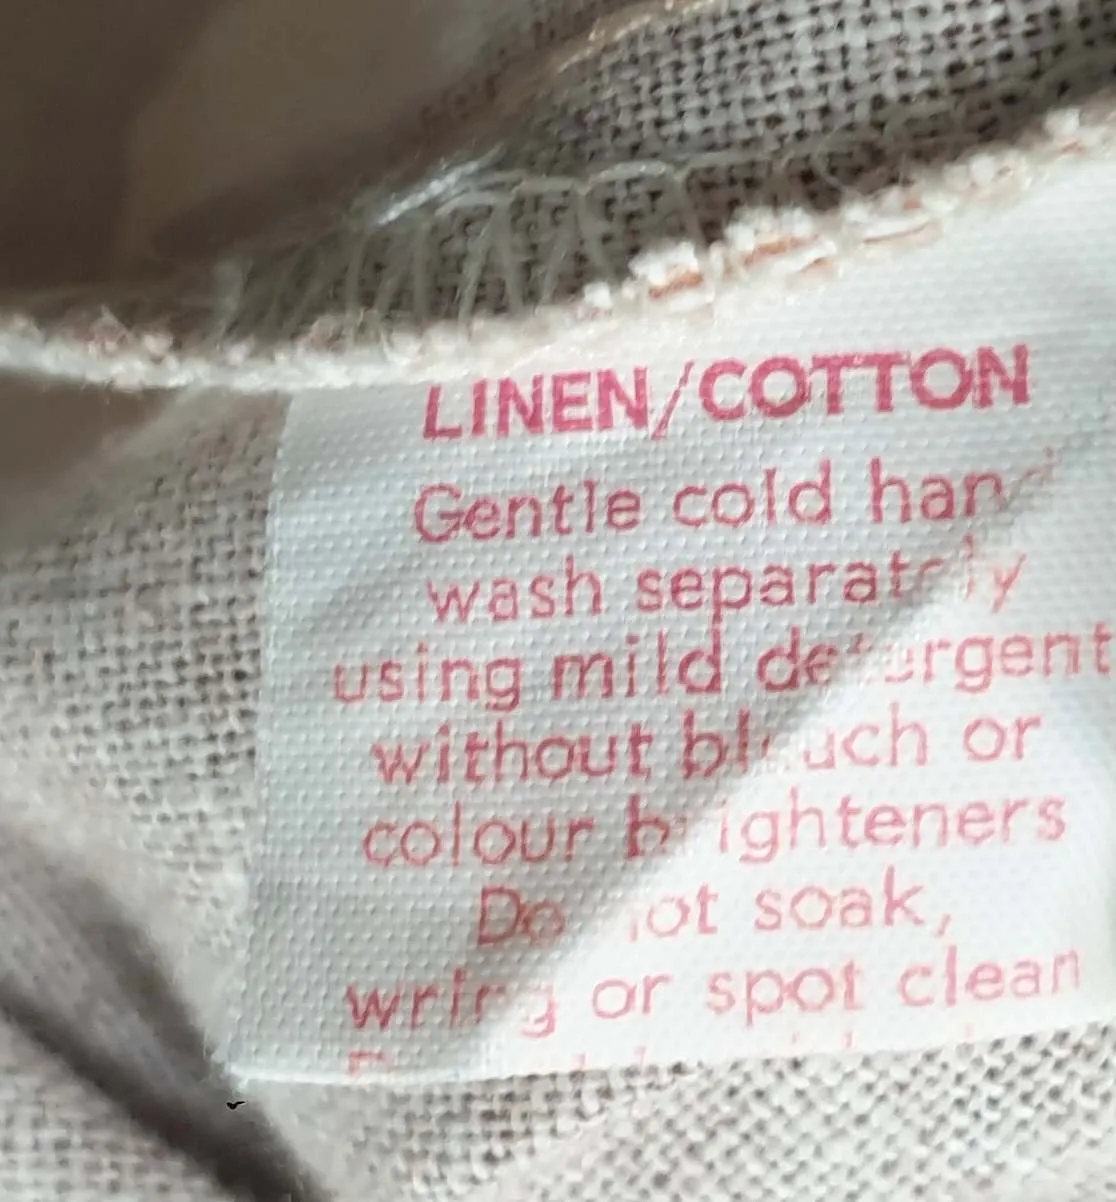 LINEN/COTTON
Gentle cold hand
wash separately
using mild detergent
without bleach or
colour brighteners
Do not soak,
wring or spot clean